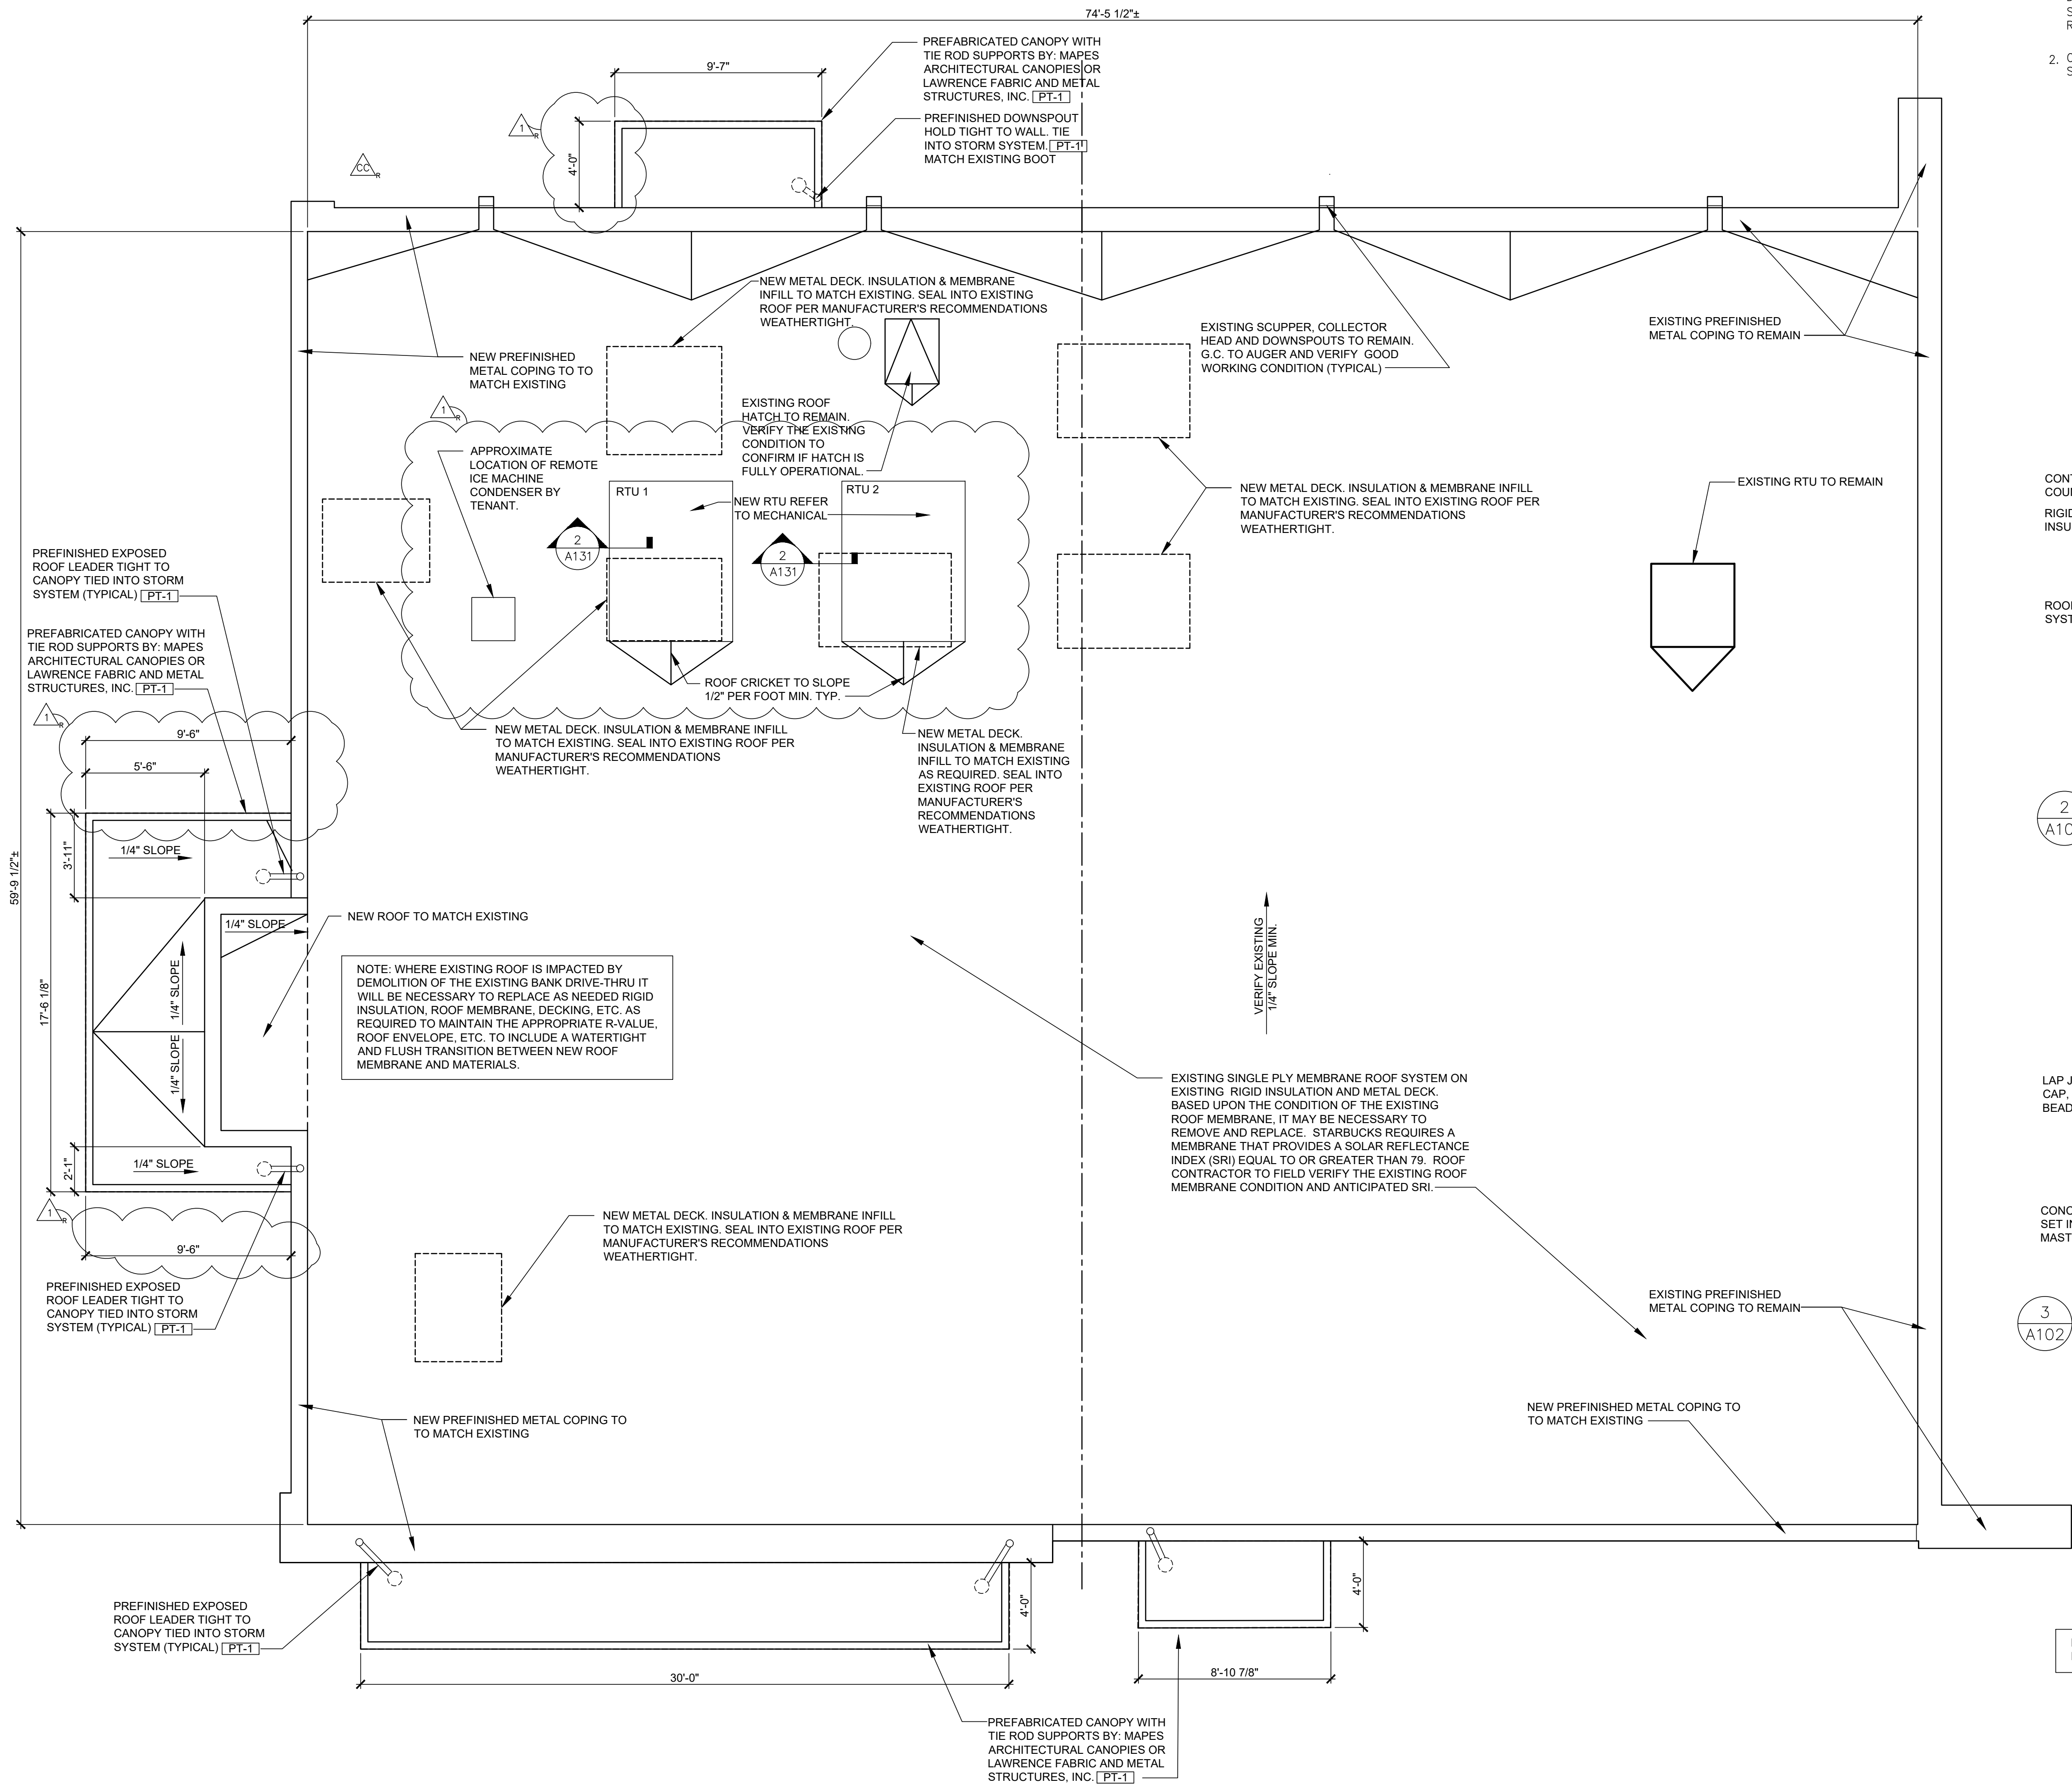 74'-5 1/2"±
S
R
2. C
S
PREFABRICATED CANOPY WITH
TIE ROD SUPPORTS BY: MAPES
ARCHITECTURAL CANOPIES OR
LAWRENCE FABRIC AND METAL
STRUCTURES, INC. PT-1
9'-7"
PREFINISHED DOWNSPOUT
HOLD TIGHT TO WALL. TIE
INTO STORM SYSTEM. PT-1
MATCH EXISTING BOOT
1
R
4'-0"
CC
R
NEW METAL DECK. INSULATION & MEMBRANE
INFILL TO MATCH EXISTING. SEAL INTO EXISTING
ROOF PER MANUFACTURER'S RECOMMENDATIONS
WEATHERTIGHT.
NEW PREFINISHED
METAL COPING TO TO
MATCH EXISTING
EXISTING SCUPPER, COLLECTOR
HEAD AND DOWNSPOUTS TO REMAIN.
G.C. TO AUGER AND VERIFY GOOD
WORKING CONDITION (TYPICAL)
EXISTING PREFINISHED
METAL COPING TO REMAIN
1
R
EXISTING ROOF
HATCH TO REMAIN.
VERIFY THE EXISTING
CONDITION TO
CONFIRM IF HATCH IS
FULLY OPERATIONAL.
APPROXIMATE
LOCATION OF REMOTE
ICE MACHINE
CONDENSER BY
TENANT.
RTU 1
NEW RTU REFER
TO MECHANICAL
RTU 2
NEW METAL DECK. INSULATION & MEMBRANE INFILL
TO MATCH EXISTING. SEAL INTO EXISTING ROOF PER
MANUFACTURER'S RECOMMENDATIONS
WEATHERTIGHT.
EXISTING RTU TO REMAIN
CONT
COU
RIGID
INSU
2
A131
2
A131
PREFINISHED EXPOSED
ROOF LEADER TIGHT TO
CANOPY TIED INTO STORM
SYSTEM (TYPICAL) PT-1
ROO
SYST
PREFABRICATED CANOPY WITH
TIE ROD SUPPORTS BY: MAPES
ARCHITECTURAL CANOPIES OR
LAWRENCE FABRIC AND METAL
STRUCTURES, INC. PT-1
ROOF CRICKET TO SLOPE
1/2" PER FOOT MIN. TYP.
NEW METAL DECK. INSULATION & MEMBRANE INFILL
TO MATCH EXISTING. SEAL INTO EXISTING ROOF PER
MANUFACTURER'S RECOMMENDATIONS
WEATHERTIGHT.
NEW METAL DECK.
INSULATION & MEMBRANE
INFILL TO MATCH EXISTING
AS REQUIRED. SEAL INTO
EXISTING ROOF PER
MANUFACTURER'S
RECOMMENDATIONS
WEATHERTIGHT.
1
R
9'-6"
5'-6"
2
A10
3'-11"
1/4" SLOPE
59'-9 1/2"±
NEW ROOF TO MATCH EXISTING
1/4" SLOPE
1/4" SLOPE
17'-6 1/8"
1/4" SLOPE
NOTE: WHERE EXISTING ROOF IS IMPACTED BY
DEMOLITION OF THE EXISTING BANK DRIVE-THRU IT
WILL BE NECESSARY TO REPLACE AS NEEDED RIGID
INSULATION, ROOF MEMBRANE, DECKING, ETC. AS
REQUIRED TO MAINTAIN THE APPROPRIATE R-VALUE,
ROOF ENVELOPE, ETC. TO INCLUDE A WATERTIGHT
AND FLUSH TRANSITION BETWEEN NEW ROOF
MEMBRANE AND MATERIALS.
VERIFY EXISTING
1/4" SLOPE MIN.
EXISTING SINGLE PLY MEMBRANE ROOF SYSTEM ON
EXISTING RIGID INSULATION AND METAL DECK.
BASED UPON THE CONDITION OF THE EXISTING
ROOF MEMBRANE, IT MAY BE NECESSARY TO
REMOVE AND REPLACE. STARBUCKS REQUIRES A
MEMBRANE THAT PROVIDES A SOLAR REFLECTANCE
INDEX (SRI) EQUAL TO OR GREATER THAN 79. ROOF
CONTRACTOR TO FIELD VERIFY THE EXISTING ROOF
MEMBRANE CONDITION AND ANTICIPATED SRI.
LAP J
CAP,
BEAD
2'-1"
1/4" SLOPE
1
R
9'-6"
NEW METAL DECK. INSULATION & MEMBRANE INFILL
TO MATCH EXISTING. SEAL INTO EXISTING ROOF PER
MANUFACTURER'S RECOMMENDATIONS
WEATHERTIGHT.
CONC
SET IN
MAST
PREFINISHED EXPOSED
ROOF LEADER TIGHT TO
CANOPY TIED INTO STORM
SYSTEM (TYPICAL) PT-1
EXISTING PREFINISHED
METAL COPING TO REMAIN
3
A102
NEW PREFINISHED METAL COPING TO
TO MATCH EXISTING
NEW PREFINISHED METAL COPING TO
TO MATCH EXISTING
PREFINISHED EXPOSED
ROOF LEADER TIGHT TO
CANOPY TIED INTO STORM
SYSTEM (TYPICAL) PT-1
4'-0"
4'-0"
30'-0"
8'-10 7/8"
PREFABRICATED CANOPY WITH
TIE ROD SUPPORTS BY: MAPES
ARCHITECTURAL CANOPIES OR
LAWRENCE FABRIC AND METAL
STRUCTURES, INC. PT-1